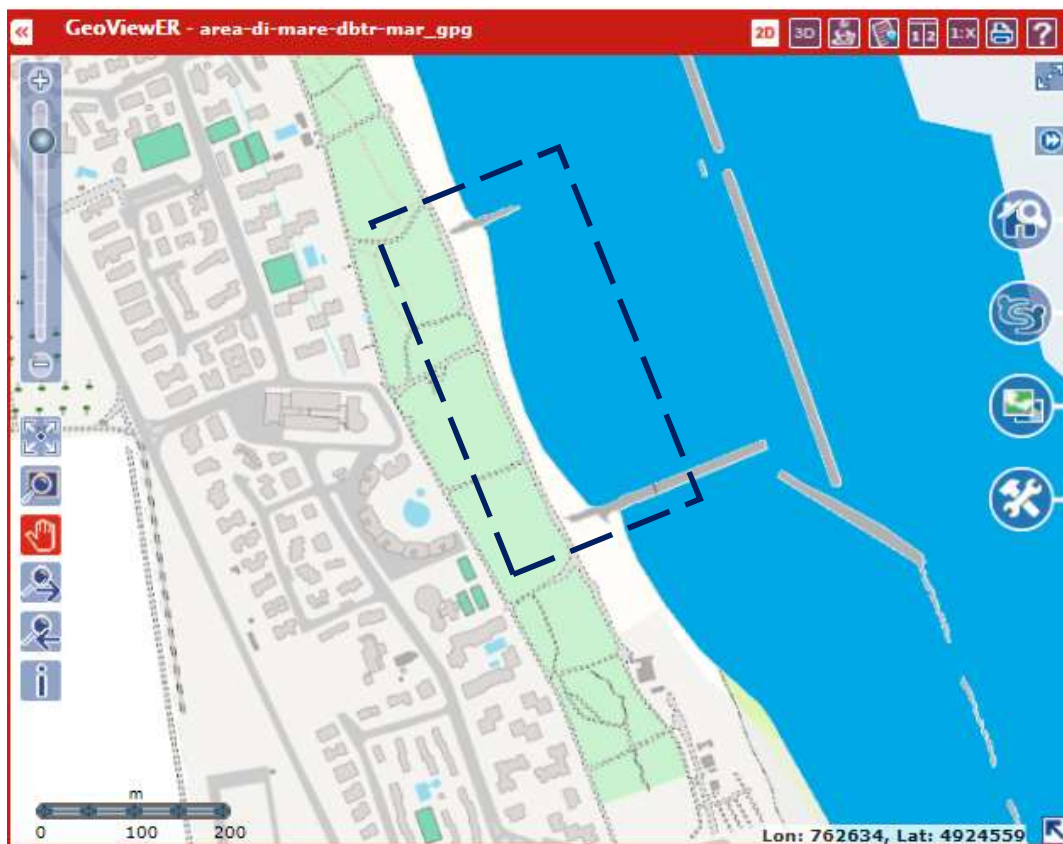 GeoViewER - area-di-mare-dbtr-mar_gpg
2D 3D 1 2 1:X ?
m
0 100 200
Lon: 762634, Lat: 4924559